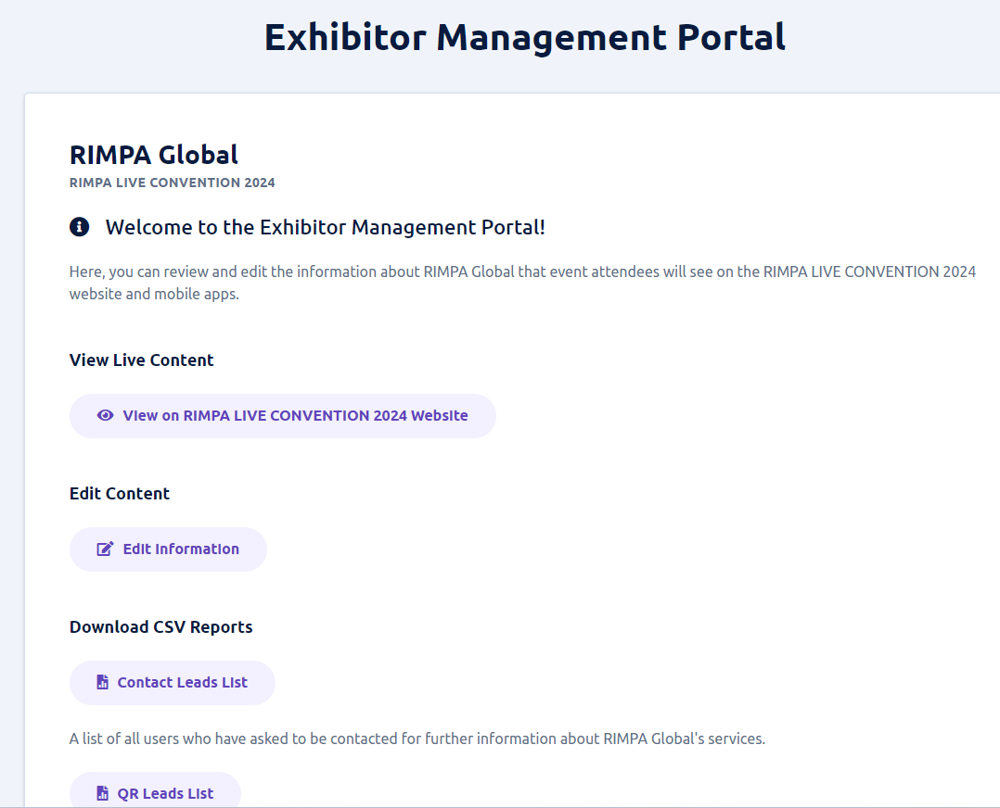 Exhibitor Management Portal
RIMPA Global
RIMPA LIVE CONVENTION 2024
Welcome to the Exhibitor Management Portal!
Here, you can review and edit the information about RIMPA Global that event attendees will see on the RIMPA LIVE CONVENTION 2024
website and mobile apps.
View Live Content
View on RIMPA LIVE CONVENTION 2024 Website
Edit Content
Edit Information
Download CSV Reports
Contact Leads List
A list of all users who have asked to be contacted for further information about RIMPA Global's services.
QR Leads List